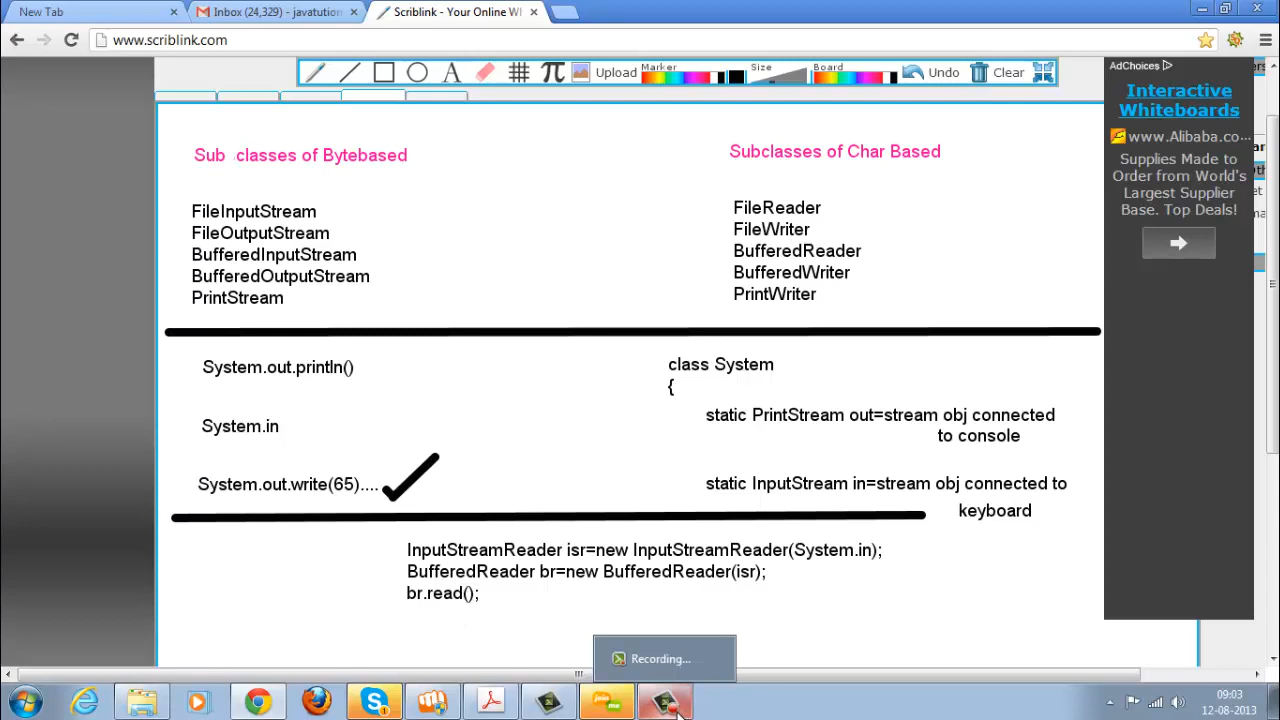 New Tab
Inbox (24,329) - javatution
Scriblink - Your Online Wh
www.scriblink.com
Upload
Marker
Size
Board
Undo
Clear
AdChoices
Interactive
Whiteboards
www.Alibaba.co...
Supplies Made to
Order from World's
Largest Supplier
Base. Top Deals!
Sub classes of Bytebased
FileInputStream
FileOutputStream
BufferedInputStream
BufferedOutputStream
PrintStream
Subclasses of Char Based
FileReader
FileWriter
BufferedReader
BufferedWriter
PrintWriter
System.out.println()
System.in
System.out.write(65)....
class System
{
static PrintStream out=stream obj connected
to console
static InputStream in=stream obj connected to
keyboard
InputStreamReader isr=new InputStreamReader(System.in);
BufferedReader br=new BufferedReader(isr);
br.read();
Recording...
09:03
12-08-2013